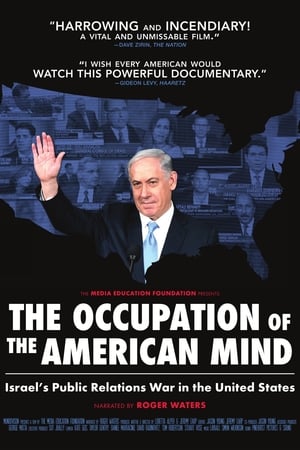 "HARROWING AND INCENDIARY!
A VITAL AND UNMISSABLE FILM."
–DAVE ZIRIN, THE NATION
"I WISH EVERY AMERICAN WOULD
WATCH THIS POWERFUL DOCUMENTARY."
–GIDEON LEVY, HAARETZ
THE MEDIA EDUCATION FOUNDATION PRESENTS
THE OCCUPATION OF
THE AMERICAN MIND
Israel's Public Relations War in the United States
NARRATED BY ROGER WATERS